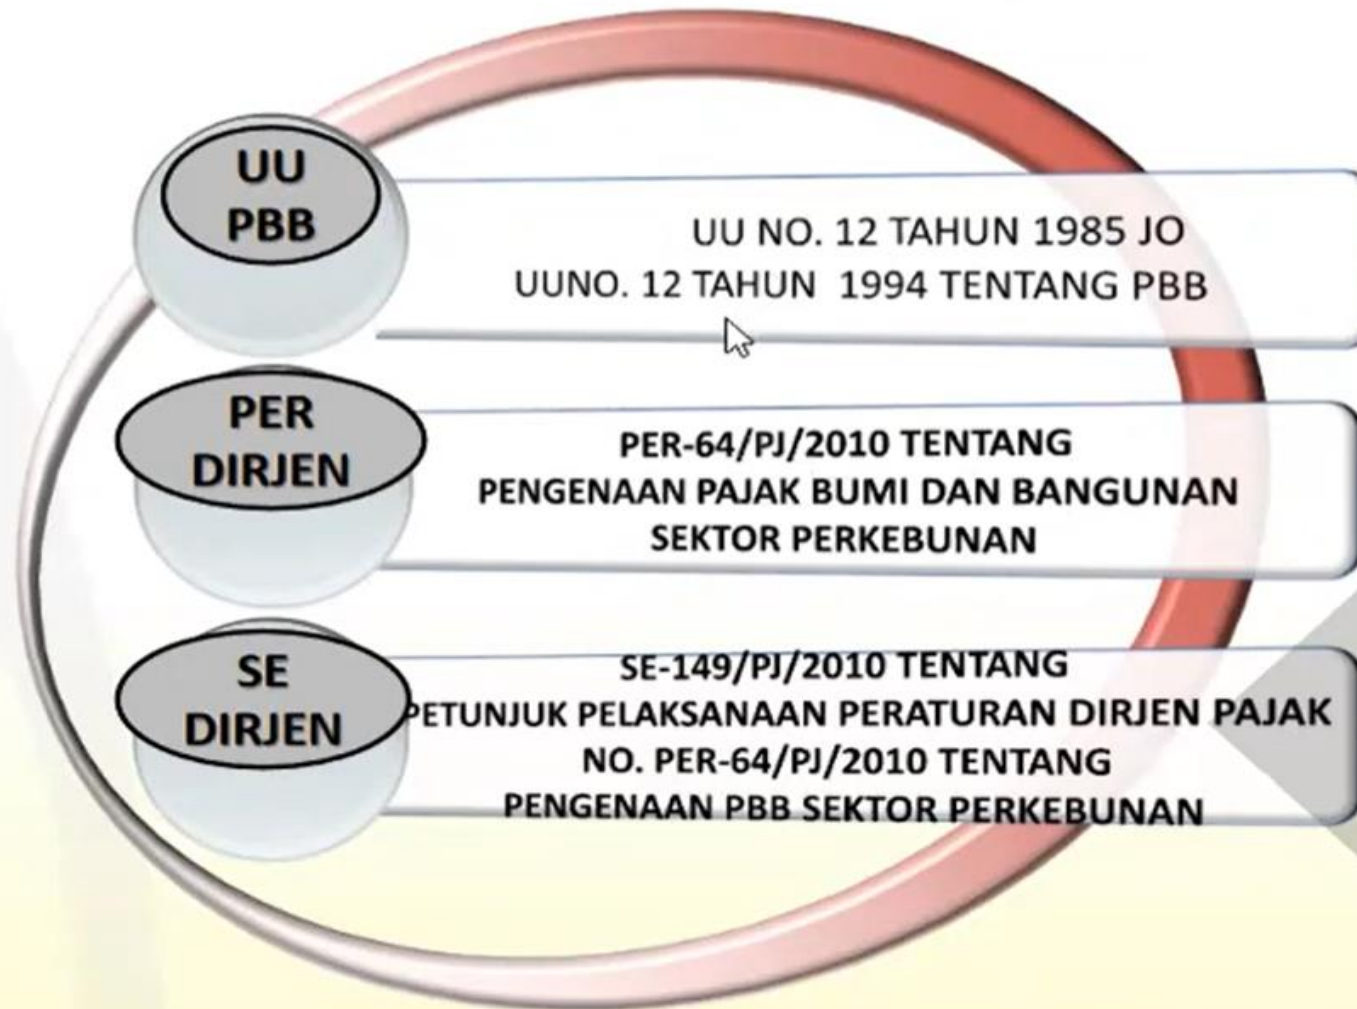 UU
PBB
UU NO. 12 TAHUN 1985 JO
UUNO. 12 TAHUN 1994 TENTANG PBB
PER
DIRJEN
PER-64/PJ/2010 TENTANG
PENGENAAN PAJAK BUMI DAN BANGUNAN
SEKTOR PERKEBUNAN
SE
DIRJEN
SE-149/PJ/2010 TENTANG
PETUNJUK PELAKSANAAN PERATURAN DIRJEN PAJAK
NO. PER-64/PJ/2010 TENTANG
PENGENAAN PBB SEKTOR PERKEBUNAN